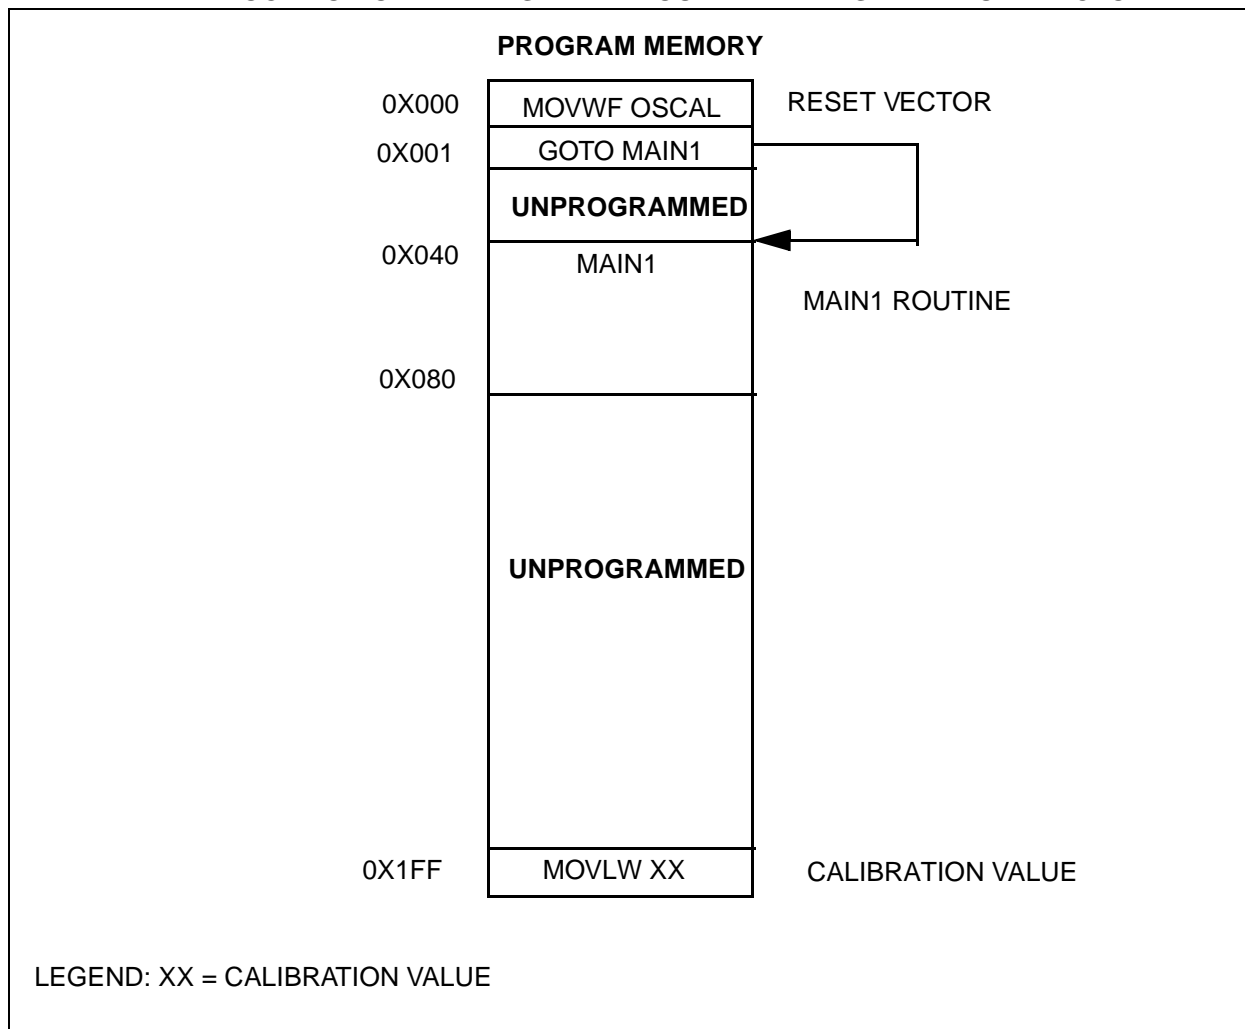 PROGRAM MEMORY
0X000 MOVWF OSCAL RESET VECTOR
0X001 GOTO MAIN1
UNPROGRAMMED
0X040 MAIN1
MAIN1 ROUTINE
0X080
UNPROGRAMMED
0X1FF MOVLW XX CALIBRATION VALUE
LEGEND: XX = CALIBRATION VALUE